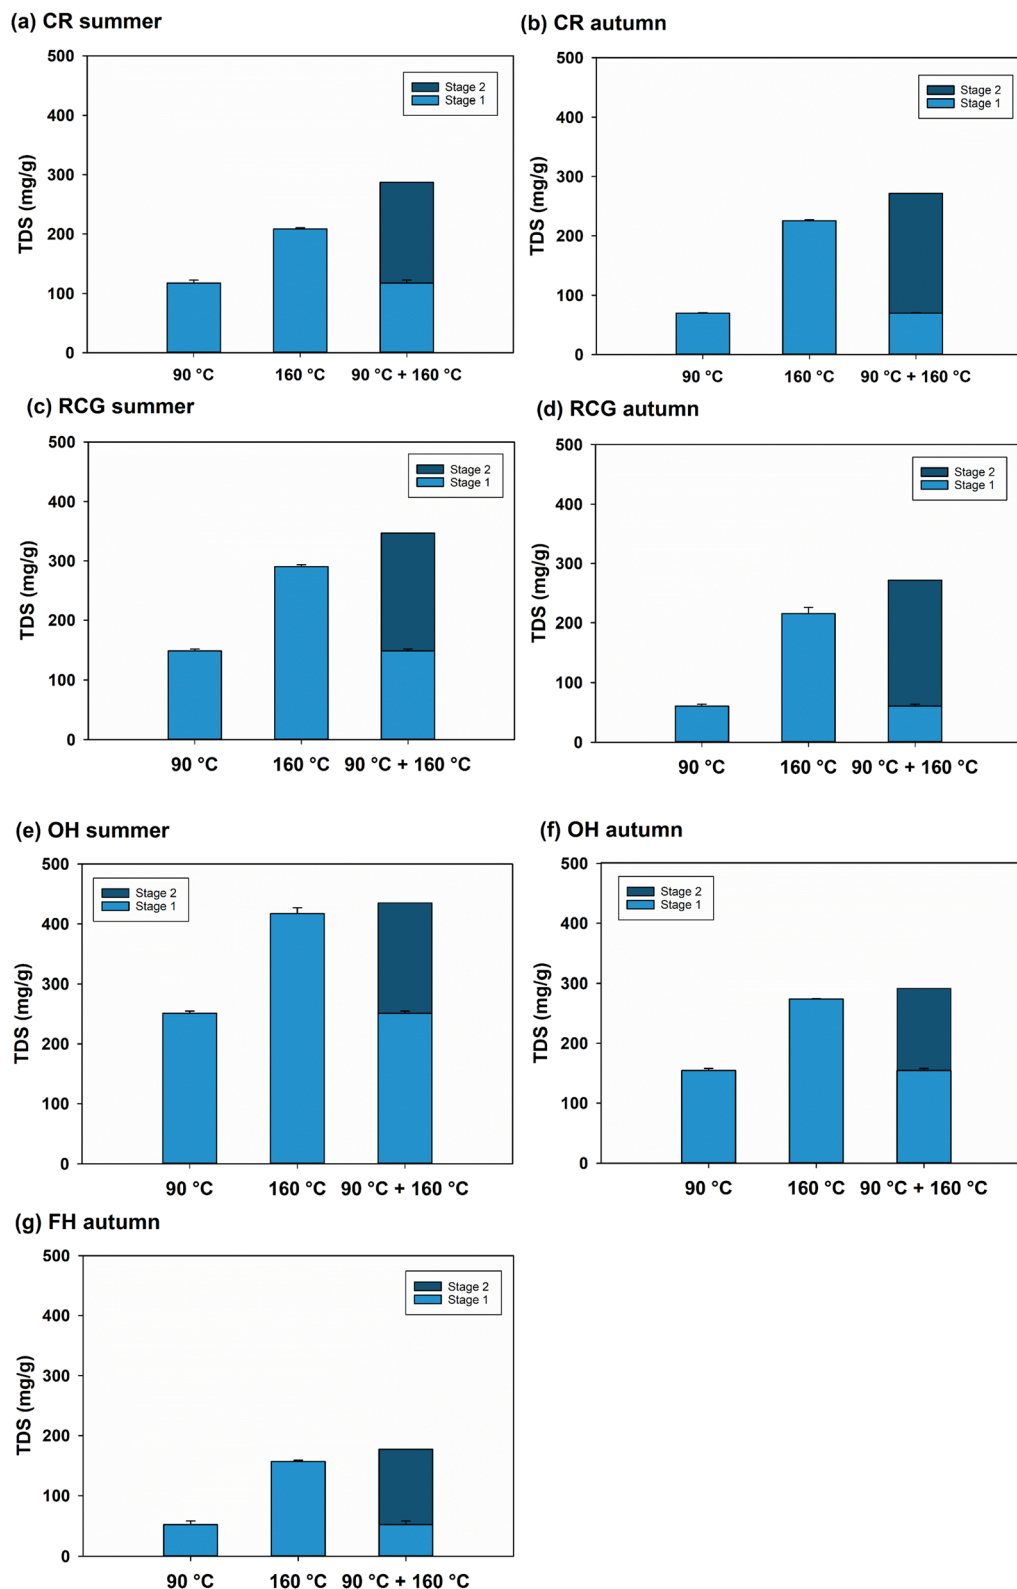 (a) CR summer
500
400
300
200
100
0
TDS (mg/g)
Stage 2
Stage 1
90 °C
160 °C
90 °C + 160 °C
(b) CR autumn
500
400
300
200
100
0
TDS (mg/g)
Stage 2
Stage 1
90 °C
160 °C
90 °C + 160 °C
(c) RCG summer
500
400
300
200
100
0
TDS (mg/g)
Stage 2
Stage 1
90 °C
160 °C
90 °C + 160 °C
(d) RCG autumn
500
400
300
200
100
0
TDS (mg/g)
Stage 2
Stage 1
90 °C
160 °C
90 °C + 160 °C
(e) OH summer
500
400
300
200
100
0
TDS (mg/g)
Stage 2
Stage 1
90 °C
160 °C
90 °C + 160 °C
(f) OH autumn
500
400
300
200
100
0
TDS (mg/g)
Stage 2
Stage 1
90 °C
160 °C
90 °C + 160 °C
(g) FH autumn
500
400
300
200
100
0
TDS (mg/g)
Stage 2
Stage 1
90 °C
160 °C
90 °C + 160 °C